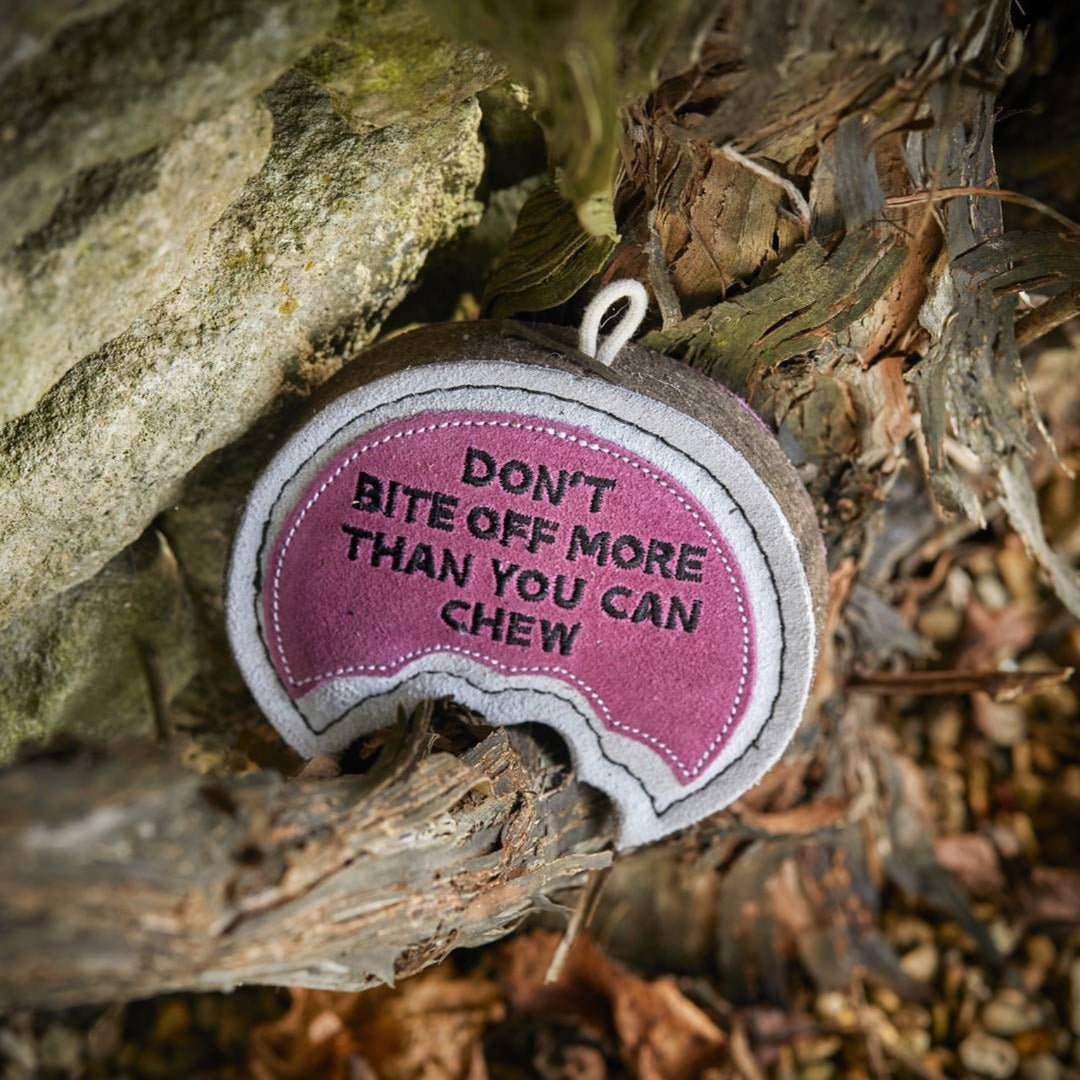 DON'T
BITE OFF MORE
THAN YOU CAN
CHEW